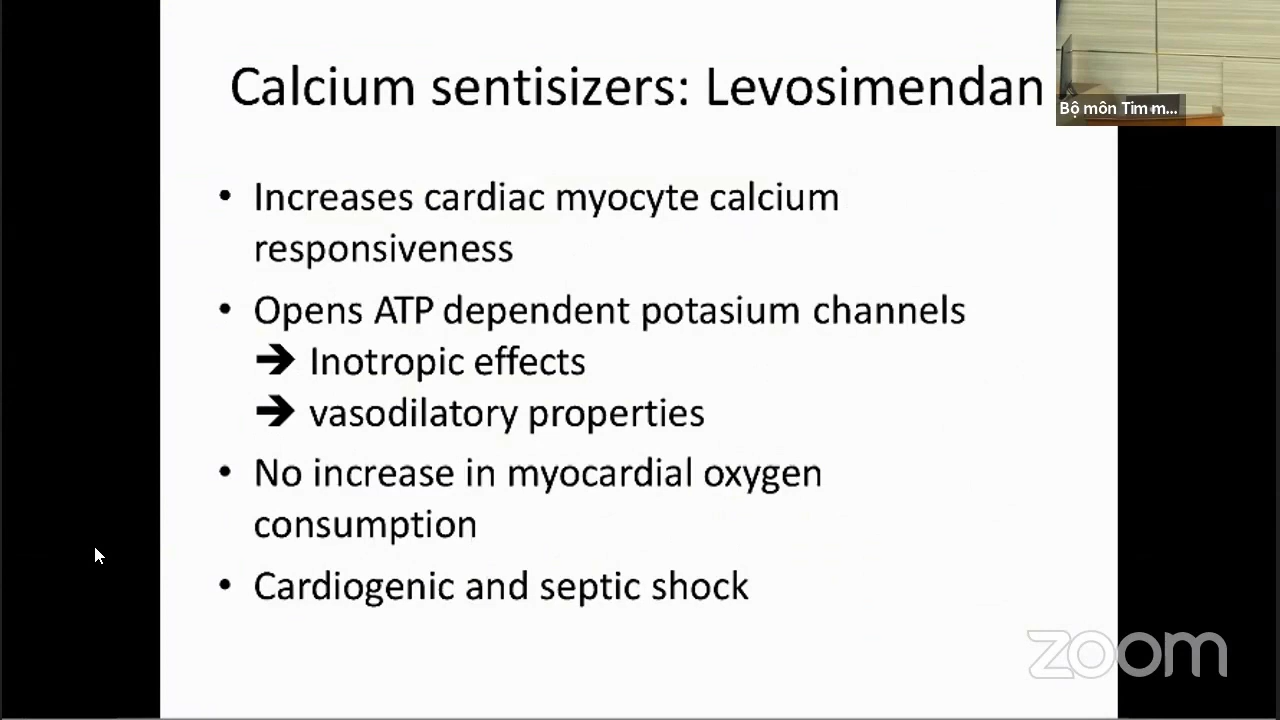 Calcium sentisizers: Levosimendan
Bộ môn Tim m...
• Increases cardiac myocyte calcium
responsiveness
• Opens ATP dependent potasium channels
➔ Inotropic effects
➔ vasodilatory properties
• No increase in myocardial oxygen
consumption
• Cardiogenic and septic shock
zoom